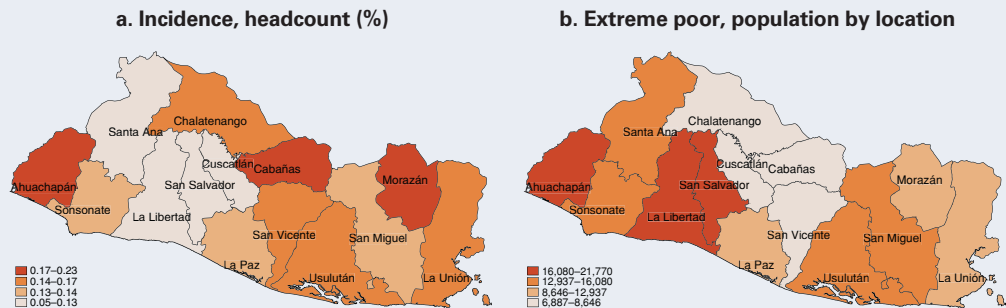 a. Incidence, headcount (%)
Santa Ana
Chalatenango
Ahuachapán
Cuscatlán
Cabañas
Morazán
San Salvador
Sonsonate
La Libertad
San Vicente
San Miguel
La Paz
Usulután
La Unión
0.17–0.23
0.14–0.17
0.13–0.14
0.05–0.13
b. Extreme poor, population by location
Santa Ana
Chalatenango
Ahuachapán
Cuscatlán
Cabañas
Morazán
San Salvador
Sonsonate
La Libertad
San Vicente
San Miguel
La Paz
Usulután
La Unión
16,080–21,770
12,937–16,080
8,646–12,937
6,887–8,646